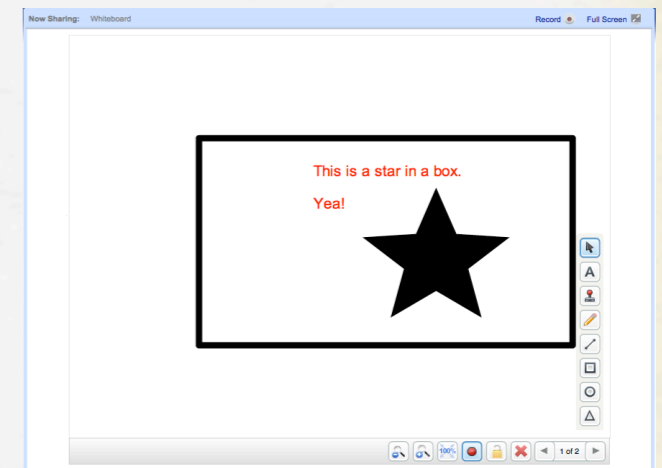 Now Sharing: Whiteboard
Record
Full Screen
This is a star in a box.
Yea!
A
100%
1 of 2